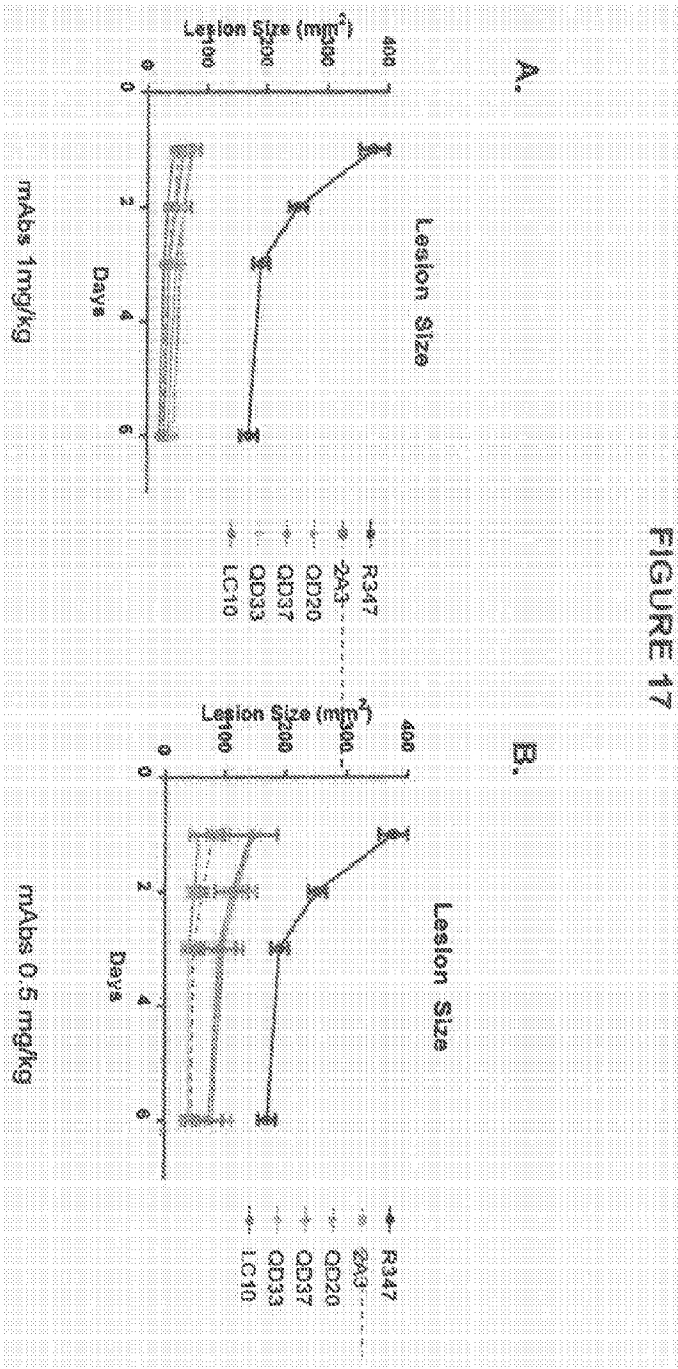 FIGURE 17
A.
Lesion Size
Lesion Size (mm²)
400
300
200
100
0
0
2
4
6
Days
R347
2A3
QD20
QD37
QD33
LC10
mAbs 1mg/kg
B.
Lesion Size
Lesion Size (mm²)
400
300
200
100
0
0
2
4
6
Days
R347
2A3
QD20
QD37
QD33
LC10
mAbs 0.5 mg/kg